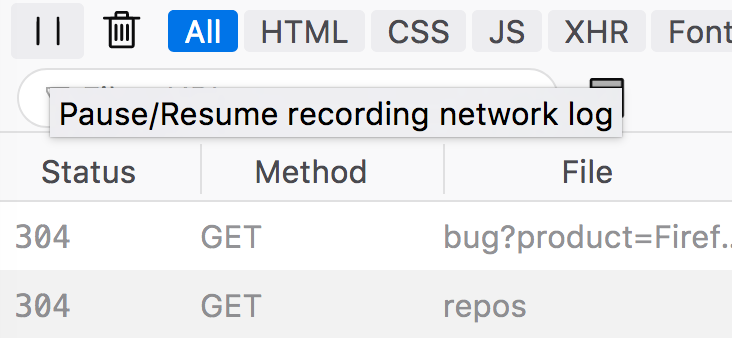 All HTML CSS JS XHR Font
Pause/Resume recording network log
Status Method File
304 GET bug?product=Firef...
304 GET repos